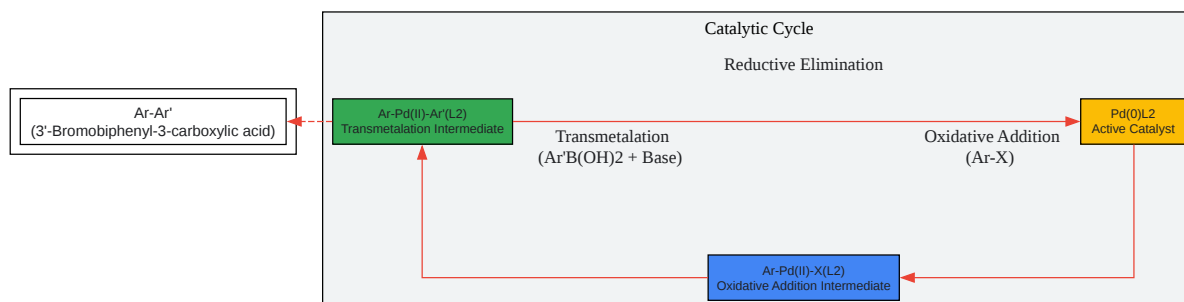 Catalytic Cycle
Reductive Elimination
Ar-Ar'
(3'-Bromobiphenyl-3-carboxylic acid)
Ar-Pd(II)-Ar'(L2)
Transmetalation Intermediate
Pd(0)L2
Active Catalyst
Transmetalation
(Ar'B(OH)2 + Base)
Oxidative Addition
(Ar-X)
Ar-Pd(II)-X(L2)
Oxidative Addition Intermediate